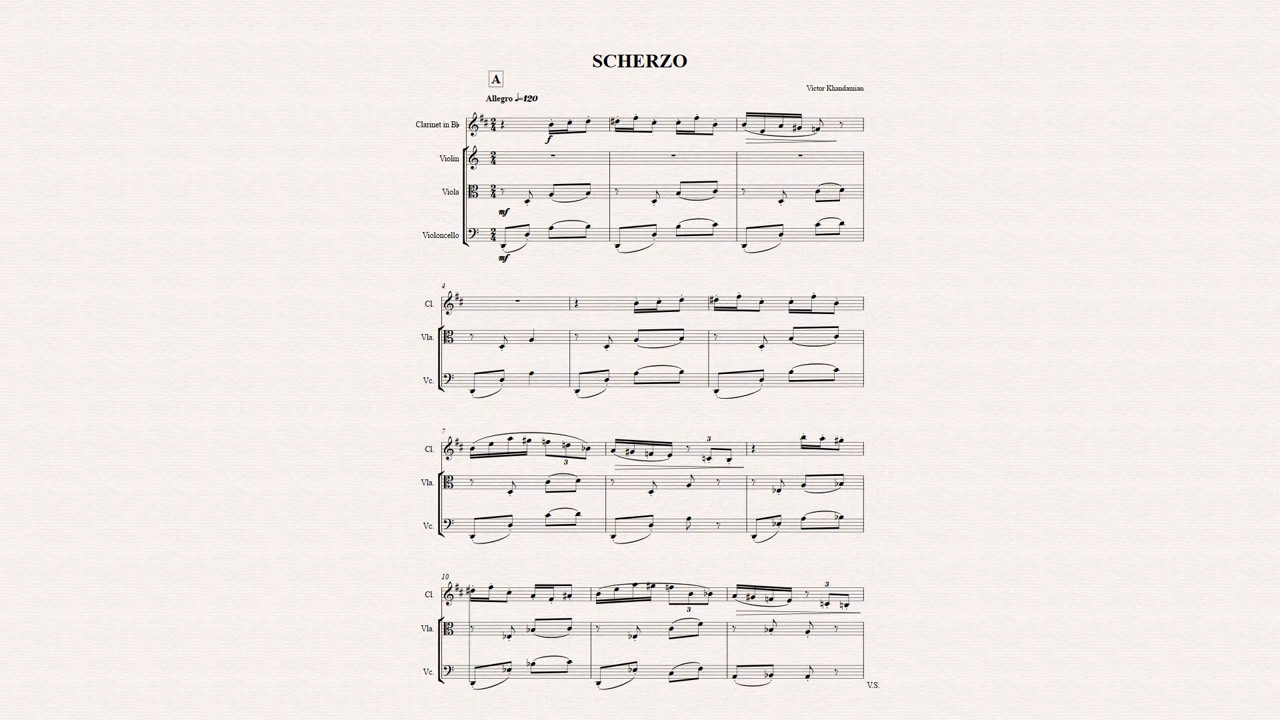 SCHERZO
A
Victor Khandamian
Allegro ♩=120
Clarinet in B♭
f
Violin
Viola
mf
Violoncello
mf
4
Cl.
Vla.
Vc.
7
Cl.
3
3
Vla.
Vc.
10
Cl.
3
3
Vla.
Vc.
V.S.